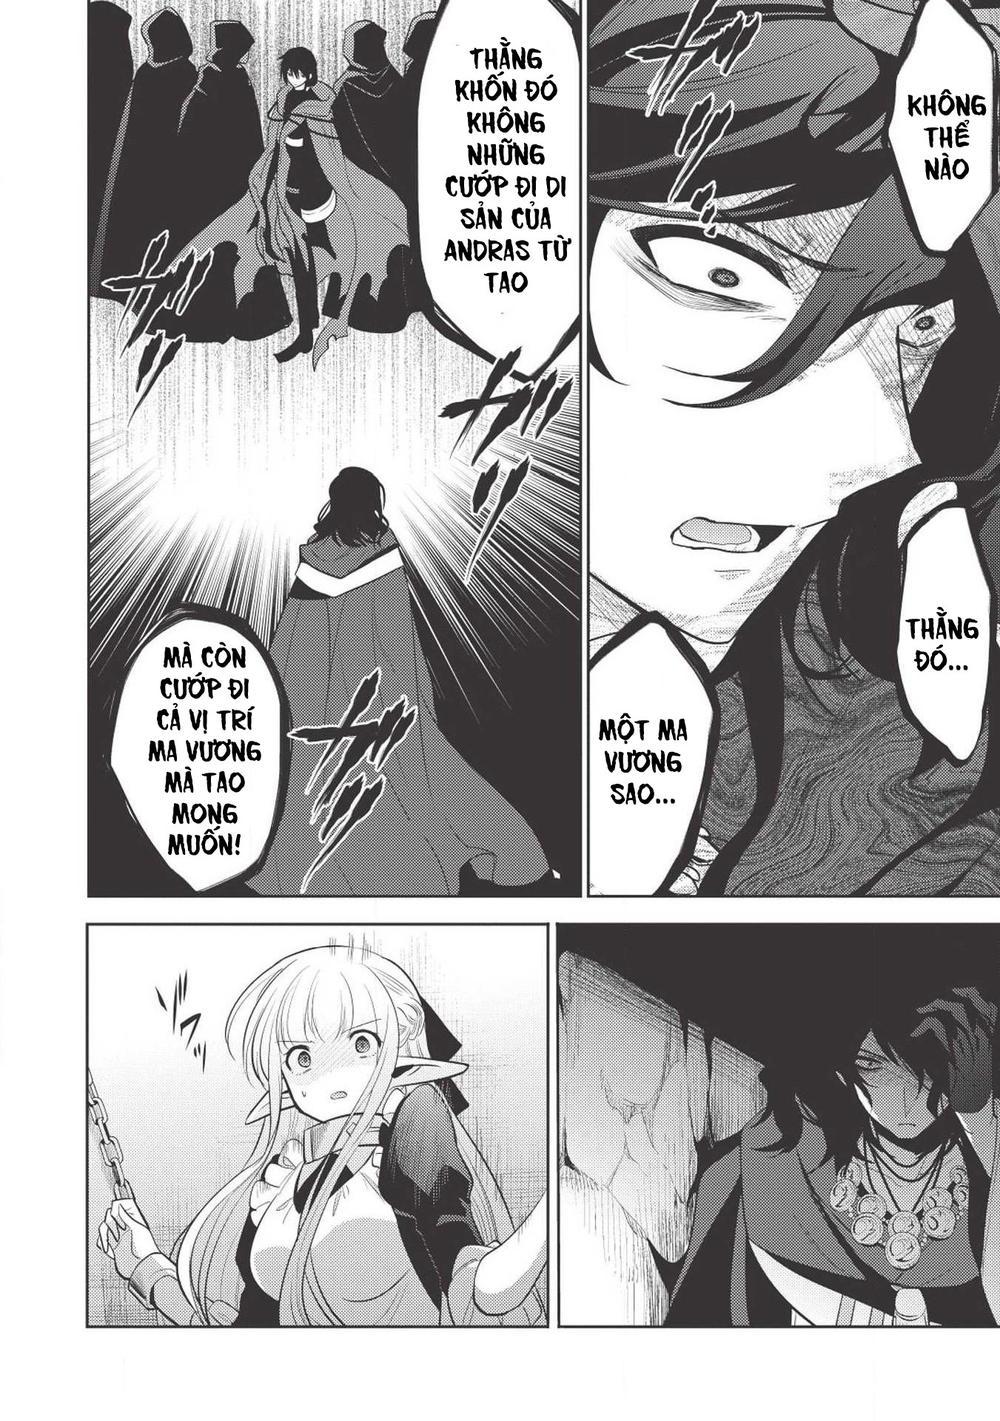 KHÔNG
THỂ
NÀO
THẰNG
ĐÓ...
MỘT MA
VƯƠNG
SAO...
THẰNG
KHỐN ĐÓ
KHÔNG
NHỮNG
CƯỚP ĐI DI
SẢN CỦA
ANDRAS TỪ
TAO
MÀ CÒN
CƯỚP ĐI
CẢ VỊ TRÍ
MA VƯƠNG
MÀ TAO
MONG
MUỐN!